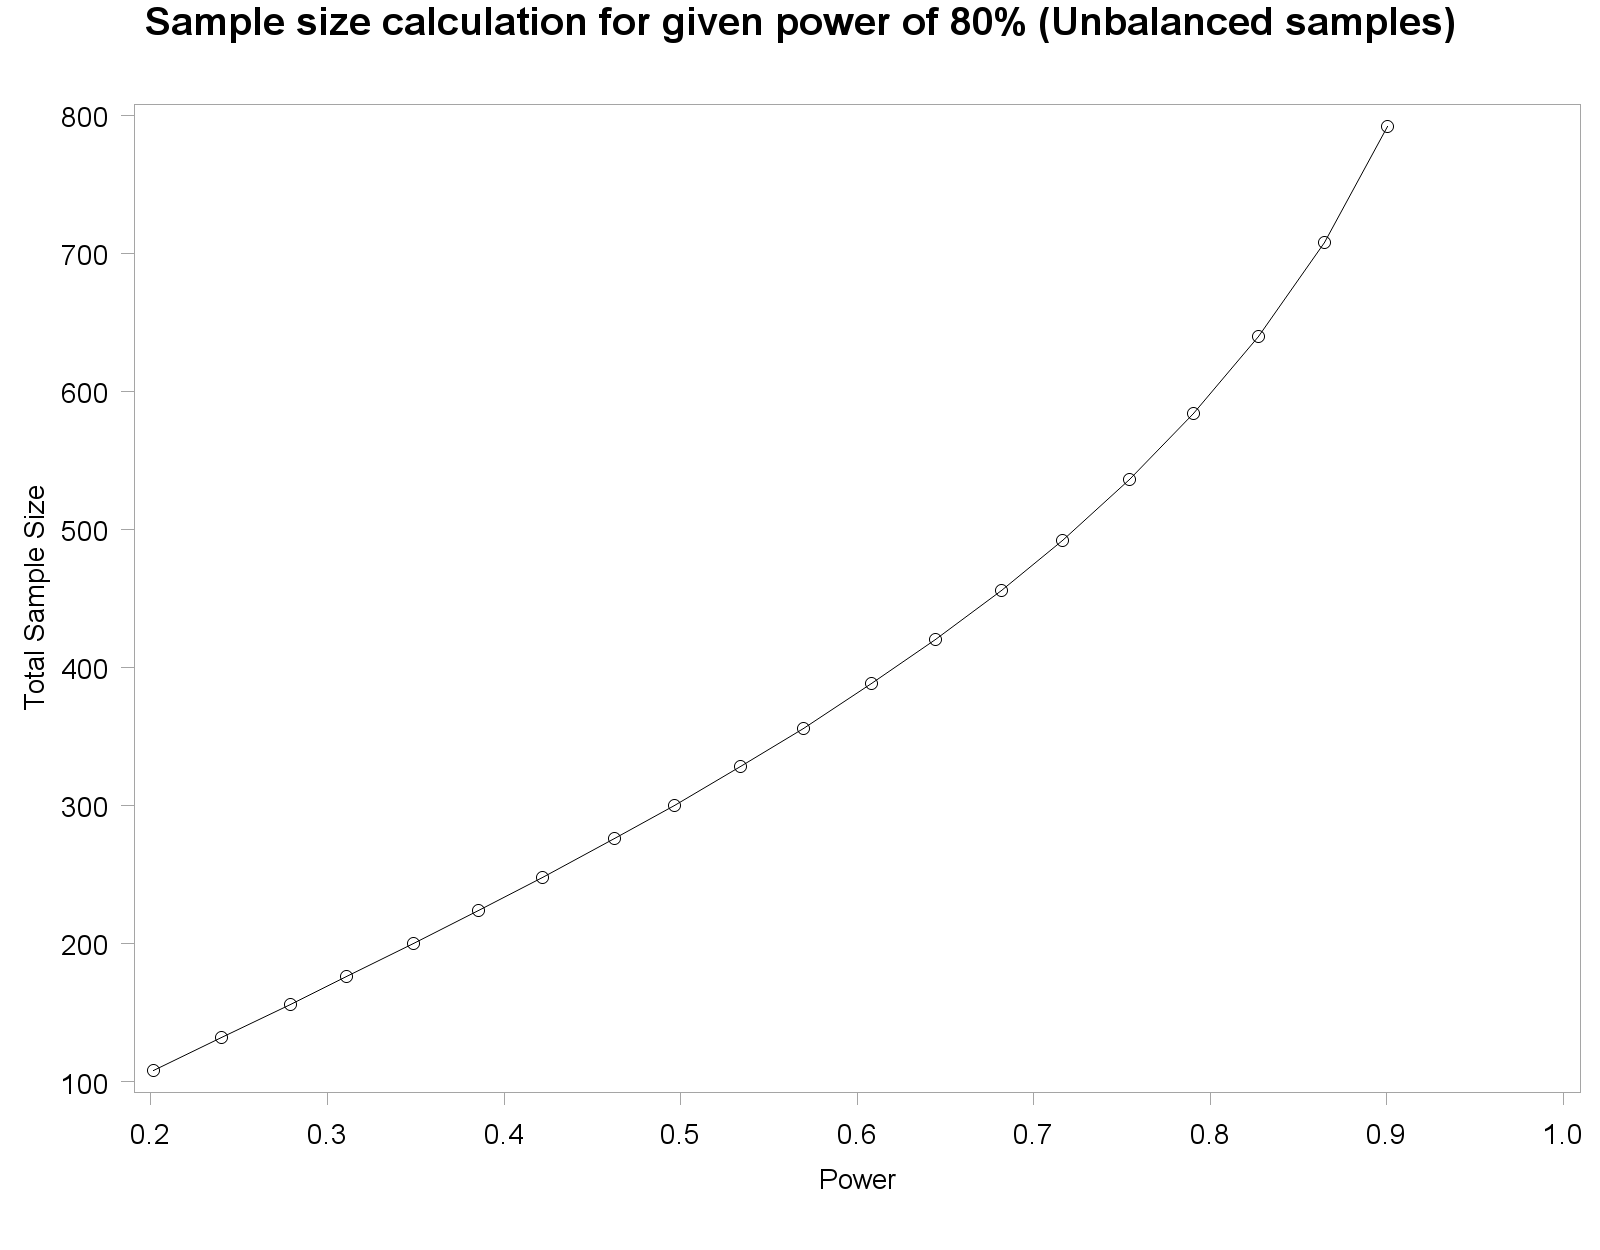 Sample size calculation for given power of 80% (Unbalanced samples)
800
700
600
500
400
300
200
100
Total Sample Size
0.2 0.3 0.4 0.5 0.6 0.7 0.8 0.9 1.0
Power